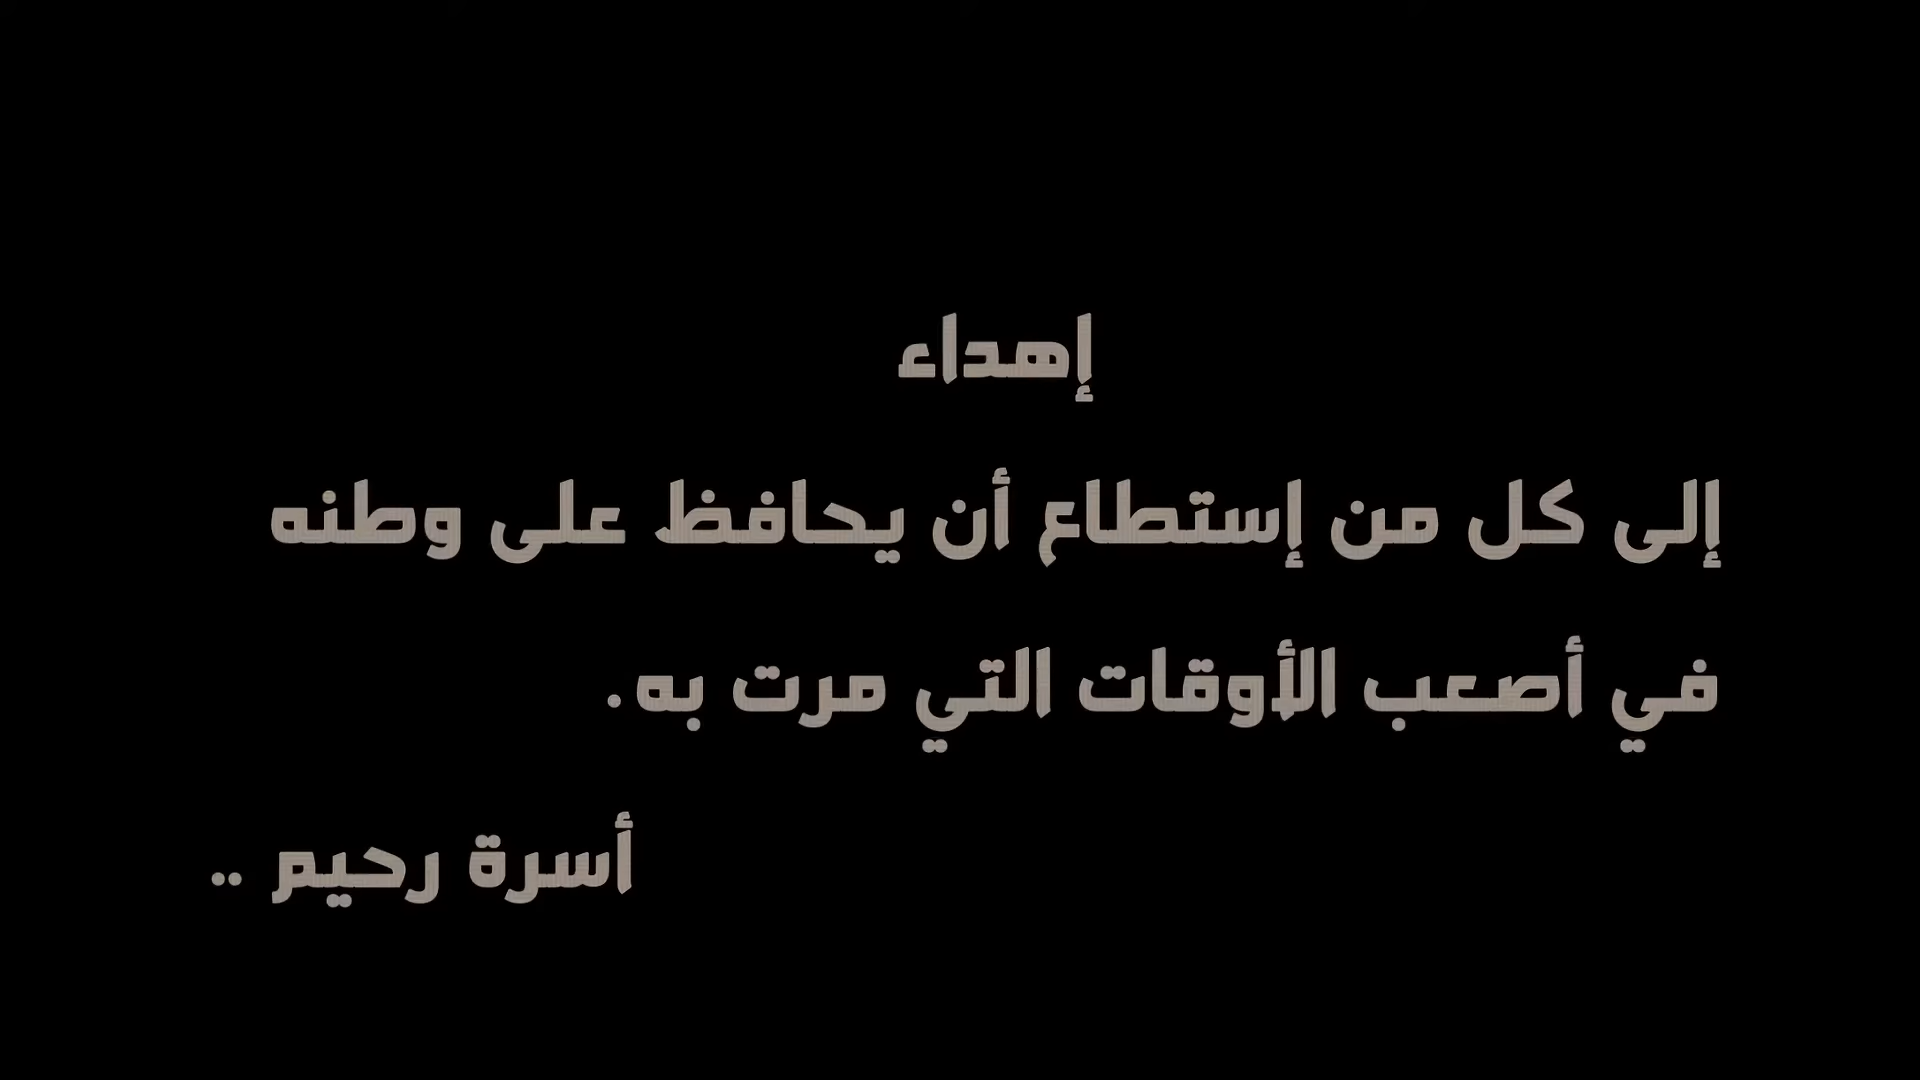 إهداء
إلى كل من إستطاع أن يحافظ على وطنه
في أصعب الأوقات التي مرت به.
أسرة رحيم ..